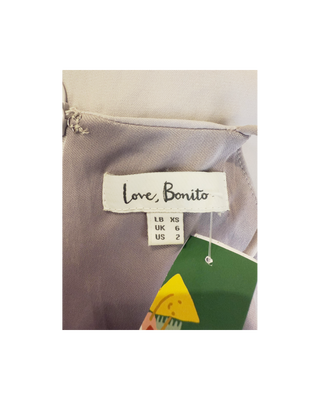 Love, Bonito
LB XS
UK 6
US 2